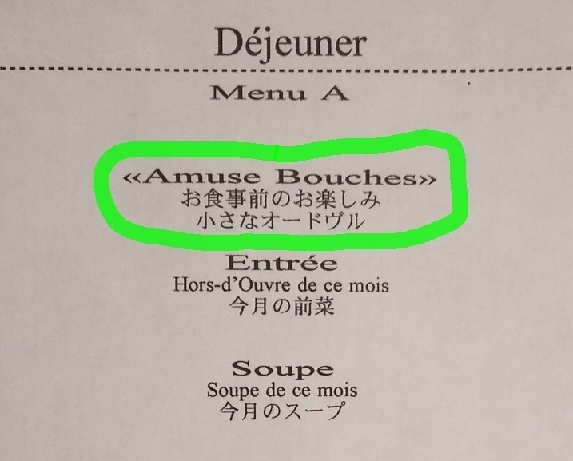 Déjeuner
Menu A
«Amuse Bouches»
お食事前のお楽しみ
小さなオードヴル
Entrée
Hors-d'Ouvre de ce mois
今月の前菜
Soupe
Soupe de ce mois
今月のスープ